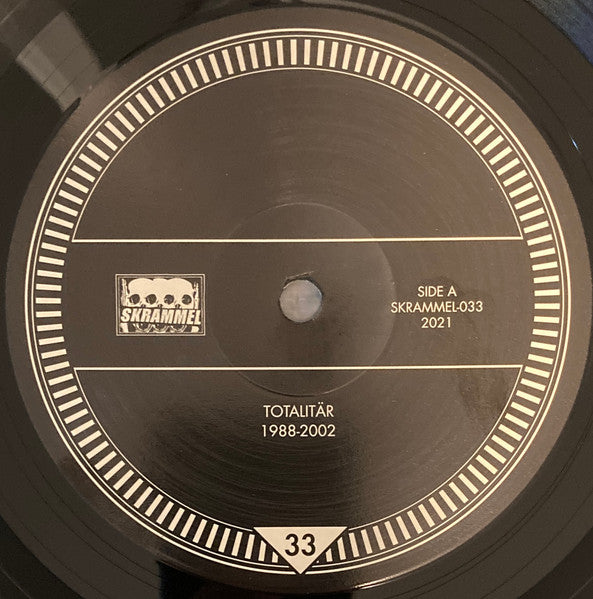 SKRAMMEL
SIDE A
SKRAMMEL-033
2021
TOTALITÄR
1988-2002
33